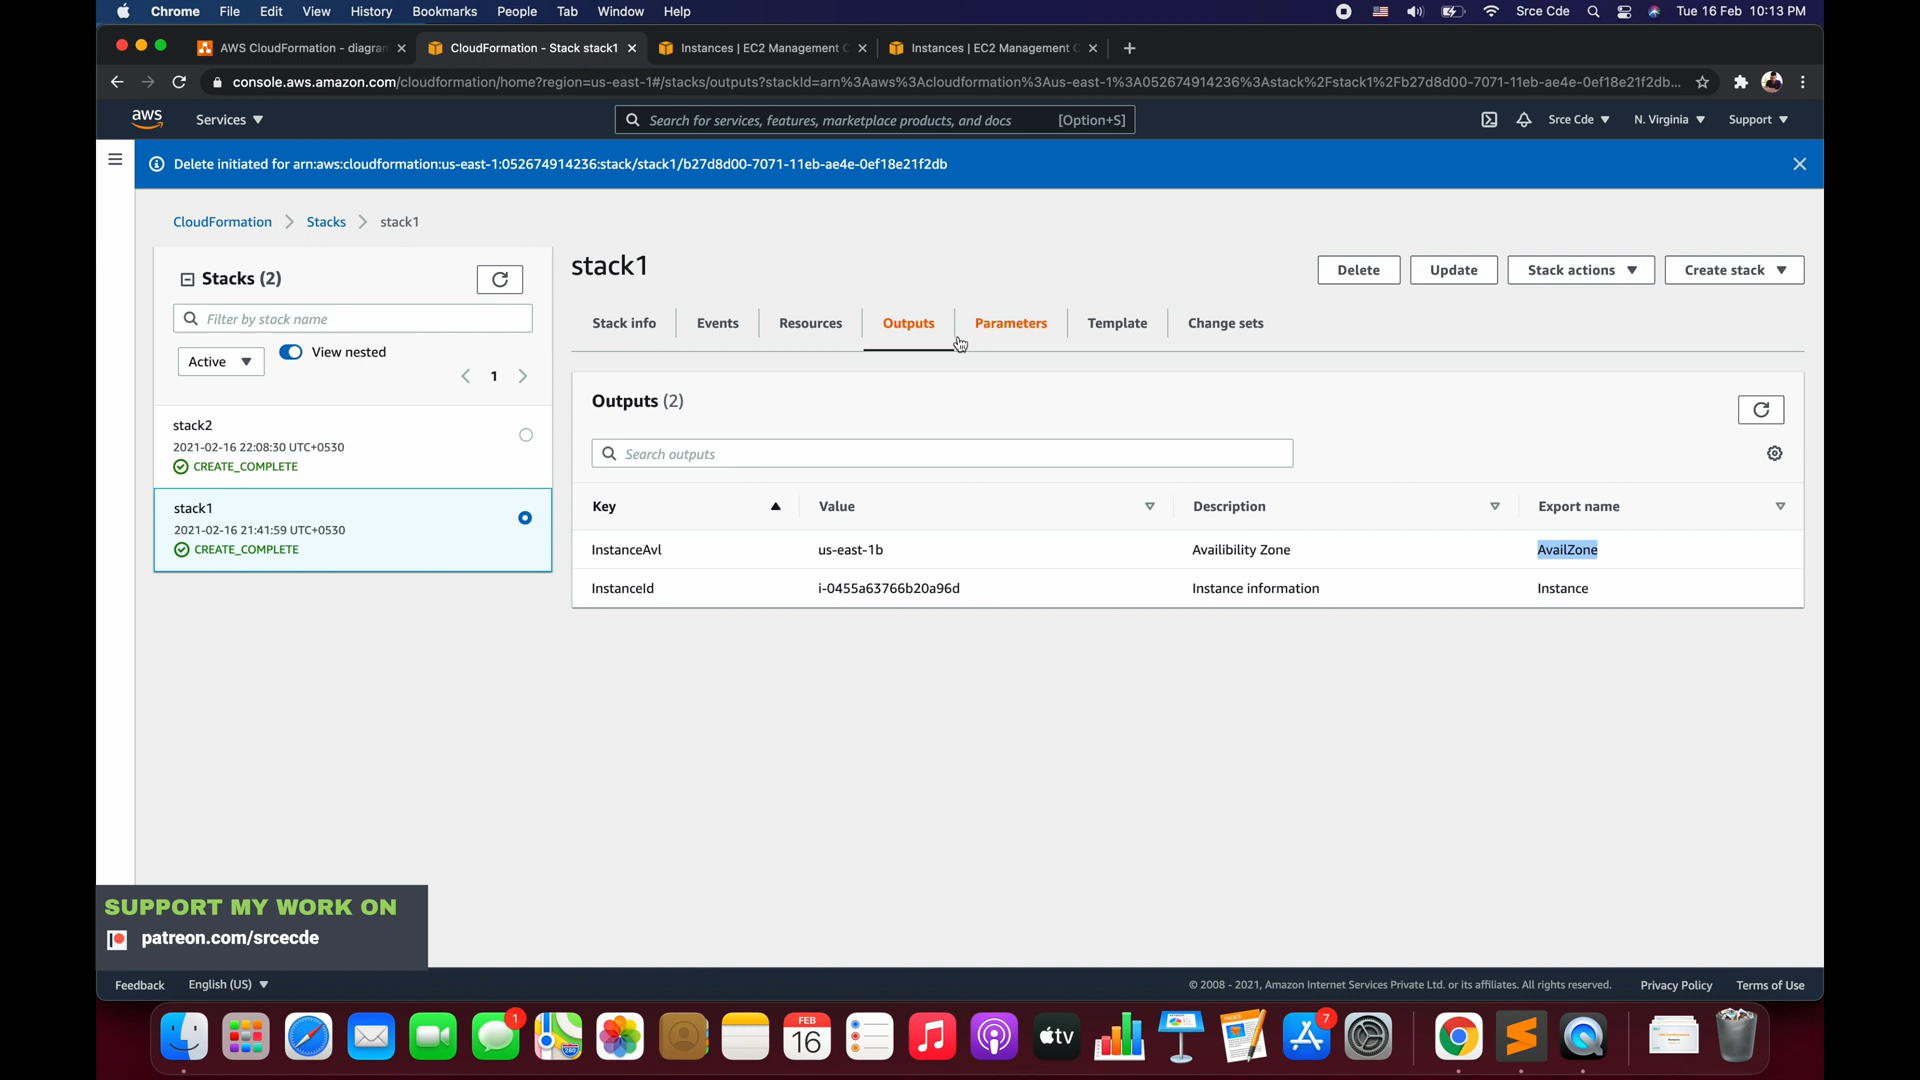 Chrome File Edit View History Bookmarks People Tab Window Help Srce Cde Tue 16 Feb 10:13 PM
AWS CloudFormation - diagram CloudFormation - Stack stack1 Instances | EC2 Management C Instances | EC2 Management C
console.aws.amazon.com/cloudformation/home?region=us-east-1#/stacks/outputs?stackId=arn%3Aaws%3Acloudformation%3Aus-east-1%3A052674914236%3Astack%2Fstack1%2Fb27d8d00-7071-11eb-ae4e-0ef18e21f2db...
aws Services Search for services, features, marketplace products, and docs [Option+S] Srce Cde N. Virginia Support
Delete initiated for arn:aws:cloudformation:us-east-1:052674914236:stack/stack1/b27d8d00-7071-11eb-ae4e-0ef18e21f2db
CloudFormation Stacks stack1
Stacks (2)
Filter by stack name
Active View nested
1
stack2
2021-02-16 22:08:30 UTC+0530
CREATE_COMPLETE
stack1
2021-02-16 21:41:59 UTC+0530
CREATE_COMPLETE
stack1
Delete Update Stack actions Create stack
Stack info Events Resources Outputs Parameters Template Change sets
Outputs (2)
Search outputs
Key Value Description Export name
InstanceAvl us-east-1b Availibility Zone AvailZone
InstanceId i-0455a63766b20a96d Instance information Instance
SUPPORT MY WORK ON
patreon.com/srcecde
Feedback English (US) © 2008 - 2021, Amazon Internet Services Private Ltd. or its affiliates. All rights reserved. Privacy Policy Terms of Use
1
FEB
16
tv
7
280
PAGES